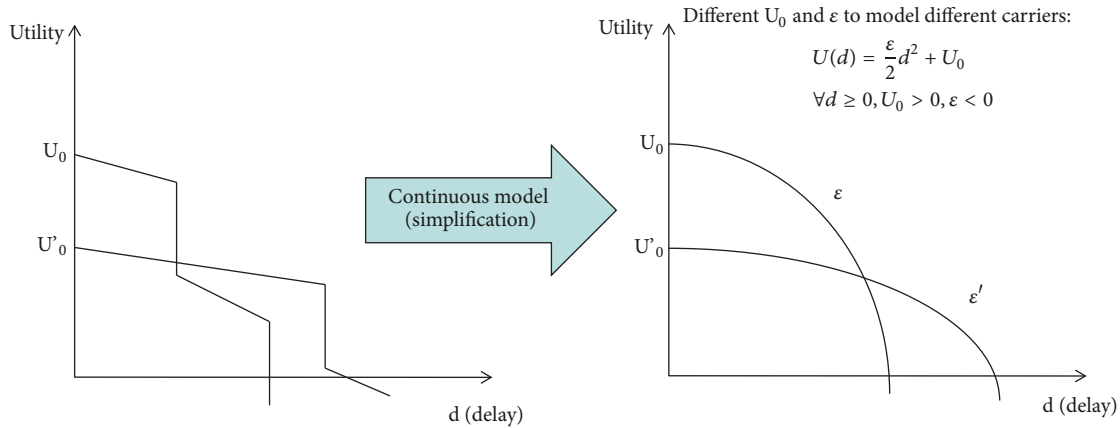 Utility
U₀
U'₀
d (delay)
Continuous model
(simplification)
Different U₀ and ε to model different carriers:
U(d) = ε/2 d² + U₀
∀d ≥ 0, U₀ > 0, ε < 0
Utility
U₀
U'₀
ε
ε′
d (delay)